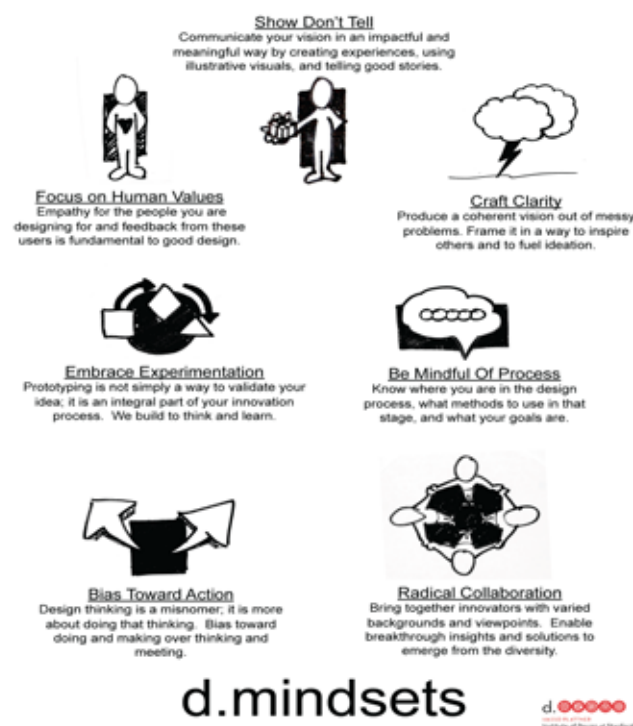 Show Don't Tell
Communicate your vision in an impactful and
meaningful way by creating experiences, using
illustrative visuals, and telling good stories.
Focus on Human Values
Empathy for the people you are
designing for and feedback from these
users is fundamental to good design.
Craft Clarity
Produce a coherent vision out of messy
problems. Frame it in a way to inspire
others and to fuel ideation.
Embrace Experimentation
Prototyping is not simply a way to validate your
idea; it is an integral part of your innovation
process. We build to think and learn.
Be Mindful Of Process
Know where you are in the design
process, what methods to use in that
stage, and what your goals are.
Bias Toward Action
Design thinking is a misnomer; it is more
about doing that thinking. Bias toward
doing and making over thinking and
meeting.
Radical Collaboration
Bring together innovators with varied
backgrounds and viewpoints. Enable
breakthrough insights and solutions to
emerge from the diversity.
d.mindsets
d.